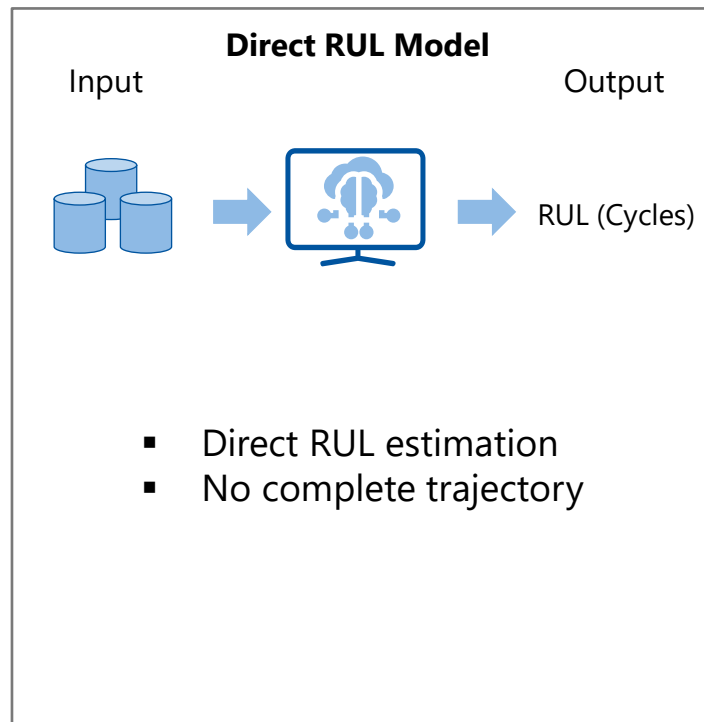 Direct RUL Model
Input
Output
RUL (Cycles)
▪ Direct RUL estimation
▪ No complete trajectory